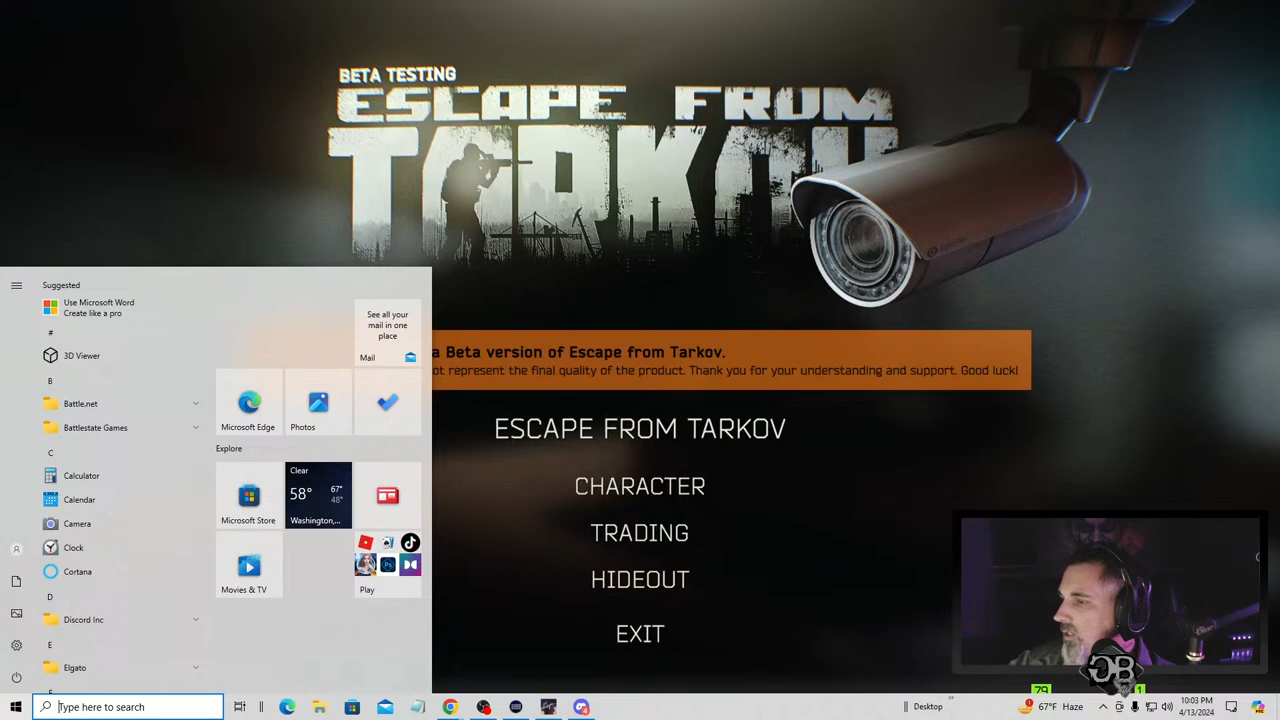 BETA TESTING
ESCAPE FROM
TARKOV
a Beta version of Escape from Tarkov.
ot represent the final quality of the product. Thank you for your understanding and support. Good luck!
ESCAPE FROM TARKOV
CHARACTER
TRADING
HIDEOUT
EXIT
Suggested
Use Microsoft Word
Create like a pro
#
3D Viewer
B
Battle.net
Battlestate Games
C
Calculator
Calendar
Camera
Clock
Cortana
D
Discord Inc
E
Elgato
See all your
mail in one
place
Mail
Microsoft Edge
Photos
Explore
Microsoft Store
Clear
58° 67°
48°
Washington,...
Movies & TV
Play
Type here to search
CB
79
1
Desktop
67°F Haze
10:03 PM
4/13/2024